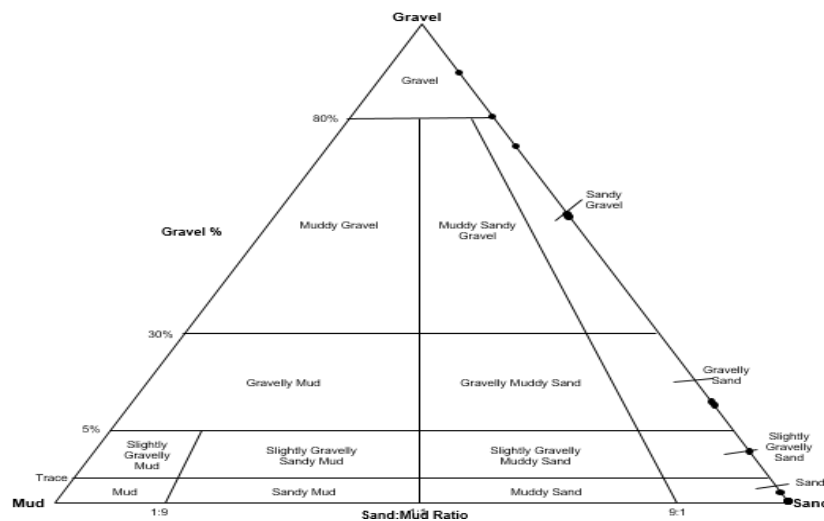 Gravel
Gravel
80%
Sandy
Gravel
Muddy Gravel
Muddy Sandy
Gravel
Gravel %
30%
Gravelly
Sand
Gravelly Mud
Gravelly Muddy Sand
5%
Slightly
Gravelly
Mud
Slightly Gravelly
Sandy Mud
Slightly Gravelly
Muddy Sand
Slightly
Gravelly
Sand
Trace
Mud
Mud
Sandy Mud
Muddy Sand
Sand
Sand
1:9
9:1
Sand:Mud Ratio